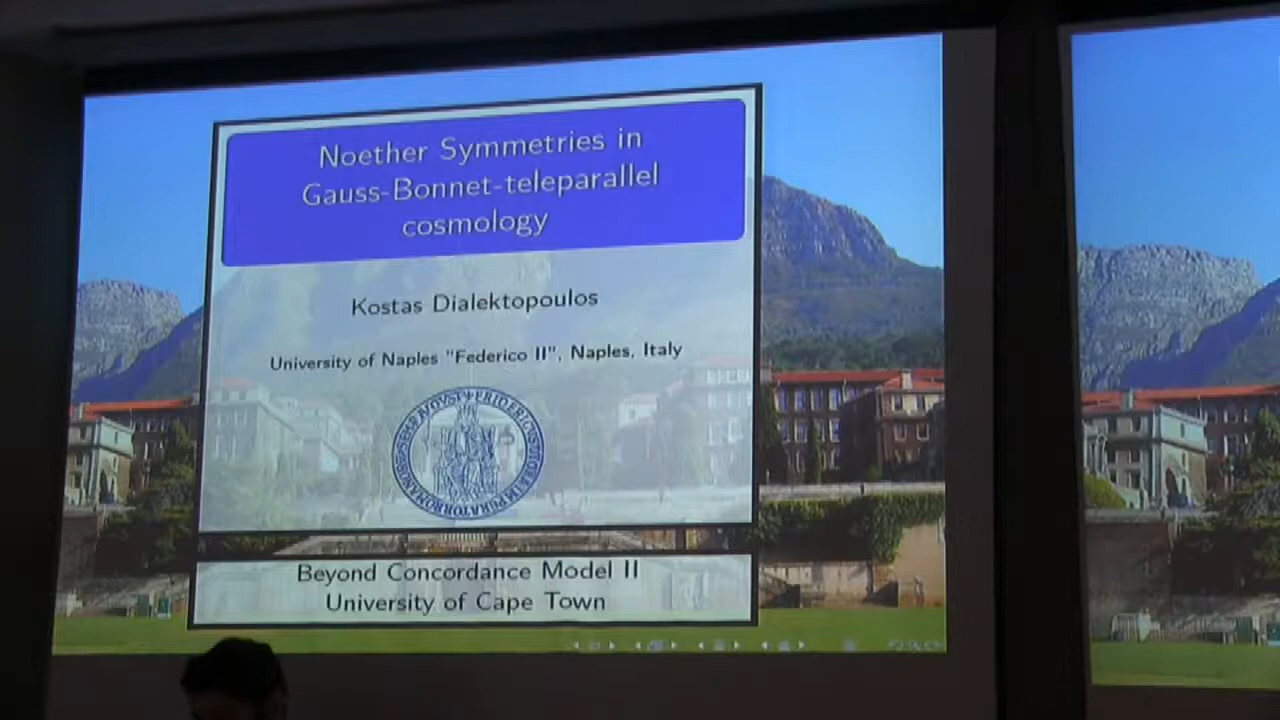 Noether Symmetries in
Gauss-Bonnet-teleparallel
cosmology
Kostas Dialektopoulos
University of Naples "Federico II", Naples, Italy
Beyond Concordance Model II
University of Cape Town